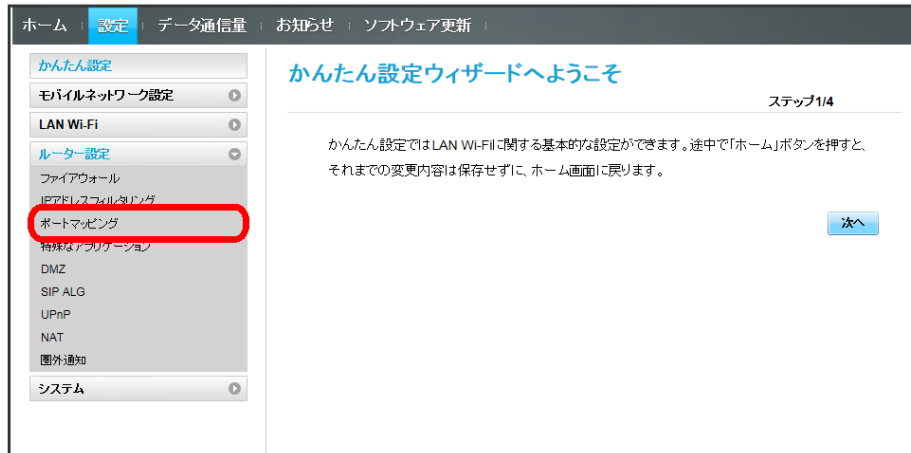 ホーム 設定 データ通信量 お知らせ ソフトウェア更新
かんたん設定
モバイルネットワーク設定
LAN Wi-Fi
ルーター設定
ファイアウォール
IPアドレスフィルタリング
ポートマッピング
特殊なアプリケーション
DMZ
SIP ALG
UPnP
NAT
圏外通知
システム
かんたん設定ウィザードへようこそ
ステップ1/4
かんたん設定ではLAN Wi-Fiに関する基本的な設定ができます。途中で「ホーム」ボタンを押すと、
それまでの変更内容は保存せずに、ホーム画面に戻ります。
次へ